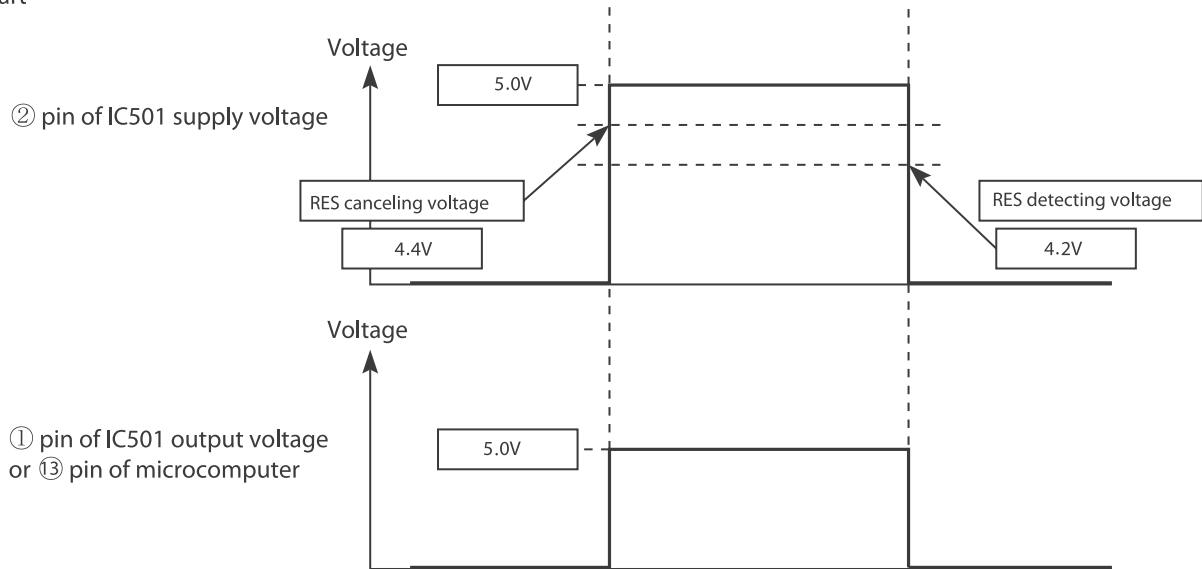 Voltage
5.0V
② pin of IC501 supply voltage
RES canceling voltage
4.4V
RES detecting voltage
4.2V
Voltage
① pin of IC501 output voltage
or ⑬ pin of microcomputer
5.0V